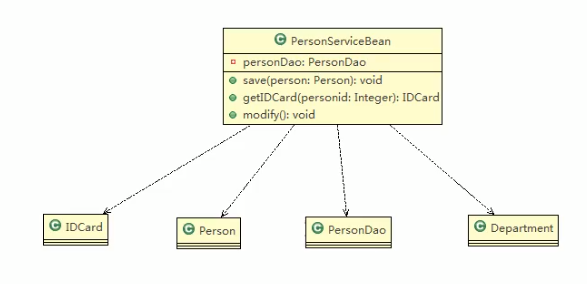 C PersonServiceBean
personDao: PersonDao
save(person: Person): void
getIDCard(personid: Integer): IDCard
modify(): void
C IDCard
C Person
C PersonDao
C Department